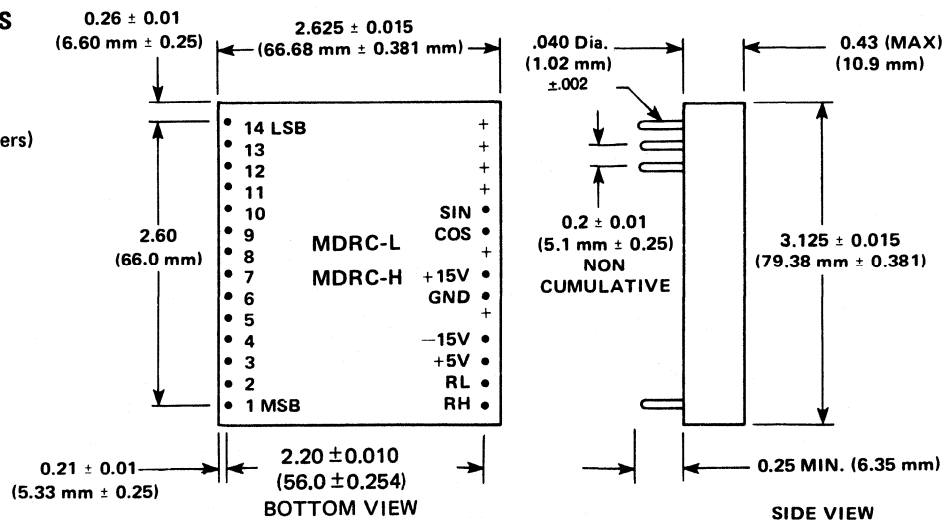 S
0.26 ± 0.01
(6.60 mm ± 0.25)
2.625 ± 0.015
(66.68 mm ± 0.381 mm)
.040 Dia.
(1.02 mm)
±.002
0.43 (MAX)
(10.9 mm)
ers)
14 LSB
13
12
11
10
9
8
7
6
5
4
3
2
1 MSB
2.60
(66.0 mm)
MDRC-L
MDRC-H
+
+
+
+
SIN
COS
+
+15V
GND
+
−15V
+5V
RL
RH
0.2 ± 0.01
(5.1 mm ± 0.25)
NON
CUMULATIVE
3.125 ± 0.015
(79.38 mm ± 0.381)
0.21 ± 0.01
(5.33 mm ± 0.25)
2.20 ±0.010
(56.0 ±0.254)
BOTTOM VIEW
0.25 MIN. (6.35 mm)
SIDE VIEW